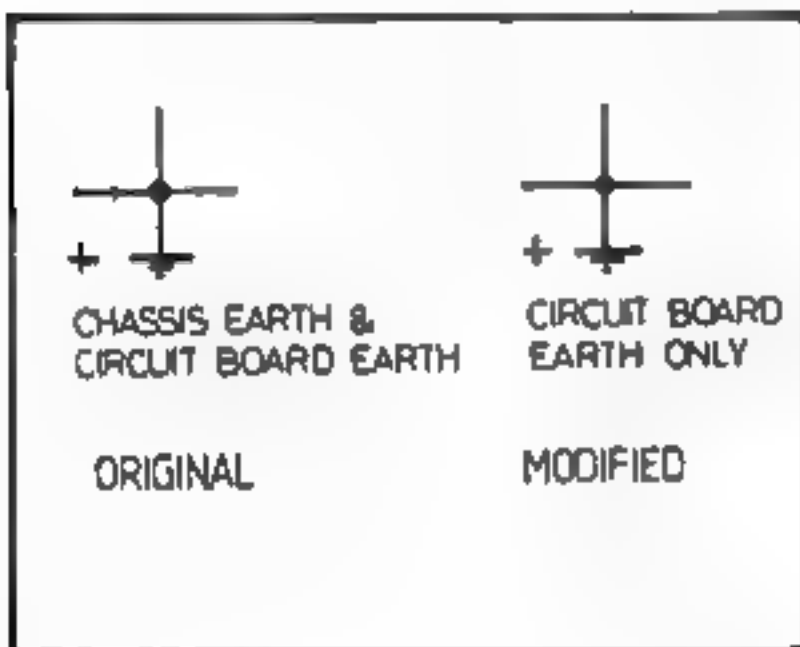 + +
CHASSIS EARTH &
CIRCUIT BOARD EARTH
CIRCUIT BOARD
EARTH ONLY
ORIGINAL
MODIFIED